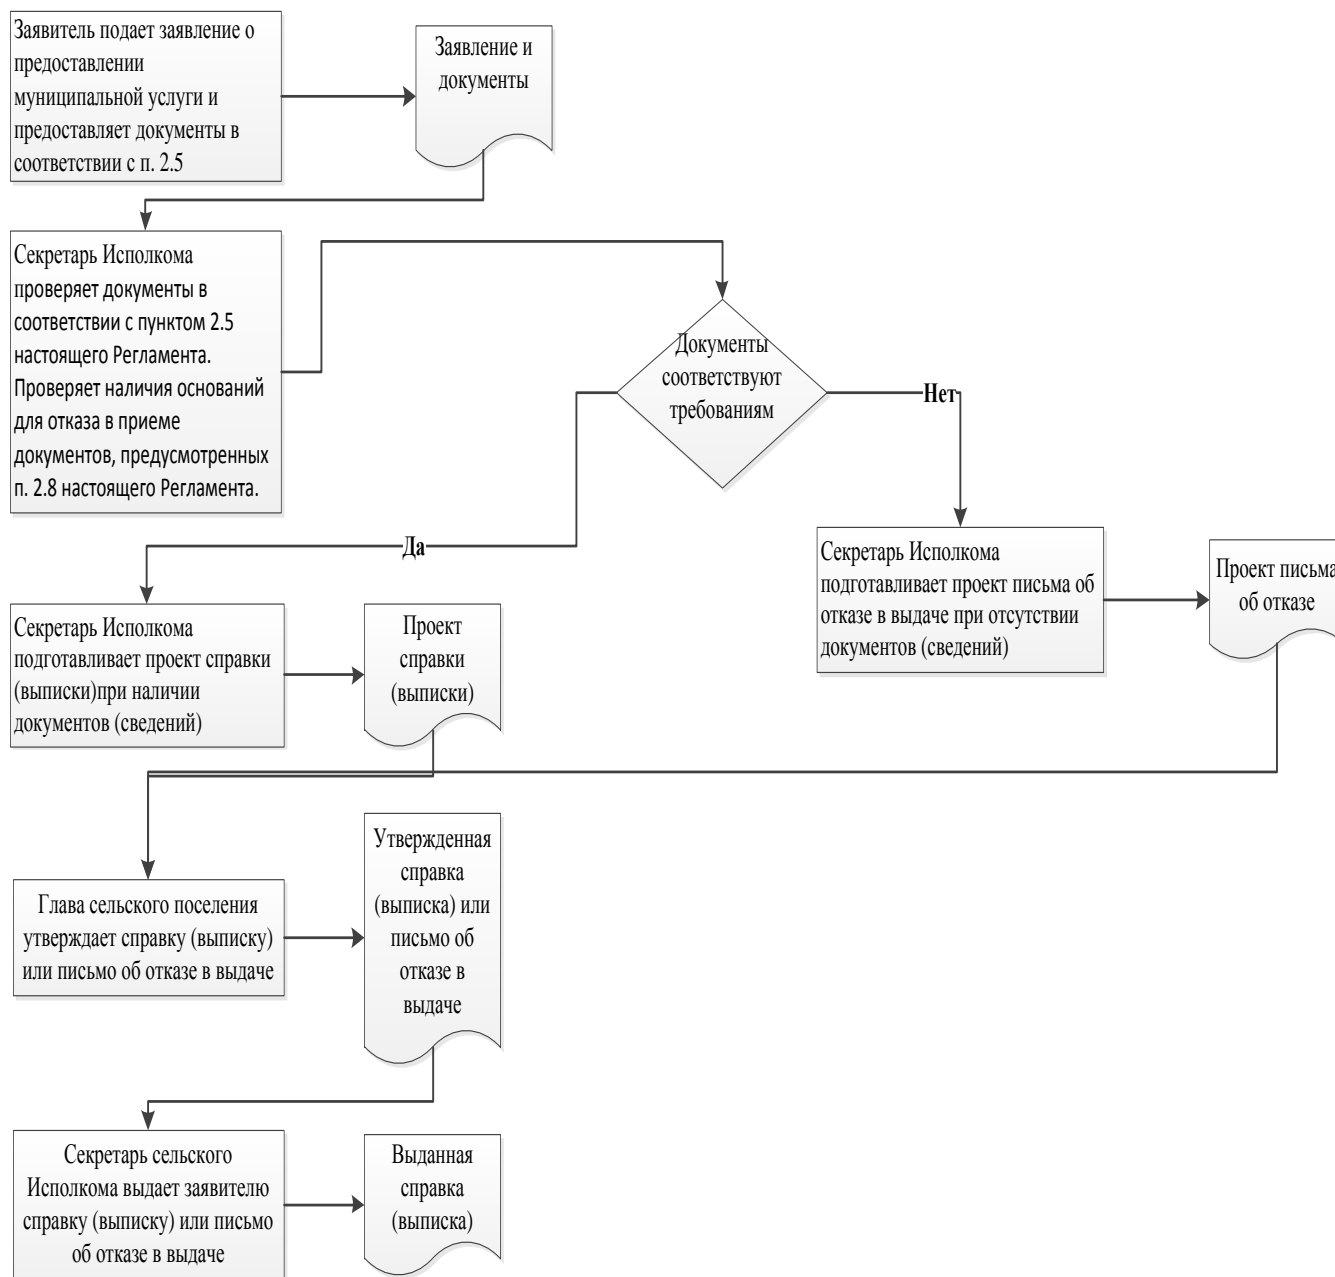 Заявитель подает заявление о
предоставлении
муниципальной услуги и
предоставляет документы в
соответствии с п. 2.5
Заявление и
документы
Секретарь Исполкома
проверяет документы в
соответствии с пунктом 2.5
настоящего Регламента.
Проверяет наличия оснований
для отказа в приеме
документов, предусмотренных
п. 2.8 настоящего Регламента.
Документы
соответствуют
требованиям
Нет
Да
Секретарь Исполкома
подготавливает проект письма об
отказе в выдаче при отсутствии
документов (сведений)
Проект письма
об отказе
Секретарь Исполкома
подготавливает проект справки
(выписки)при наличии
документов (сведений)
Проект
справки
(выписки)
Глава сельского поселения
утверждает справку (выписку)
или письмо об отказе в выдаче
Утвержденная
справка
(выписка) или
письмо об
отказе в
выдаче
Секретарь сельского
Исполкома выдает заявителю
справку (выписку) или письмо
об отказе в выдаче
Выданная
справка
(выписка)